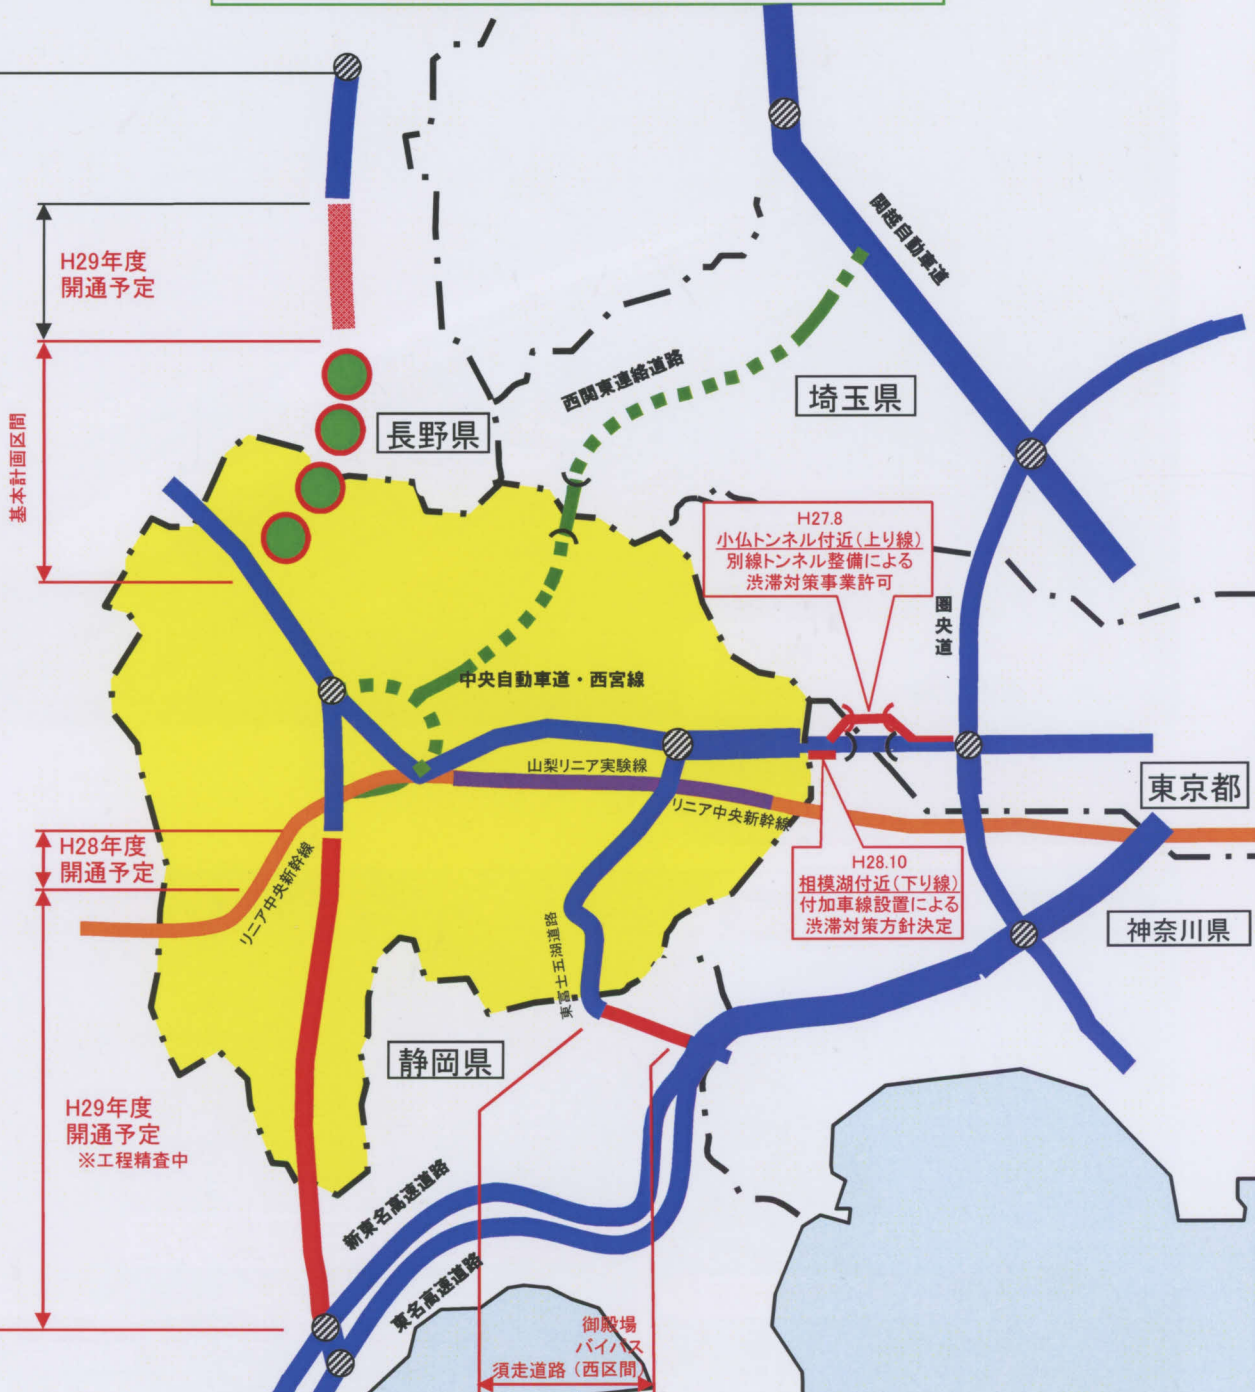 関越自動車道
H29年度
開通予定
西関東連絡道路
埼玉県
長野県
基本計画区間
H27.8
小仏トンネル付近(上り線)
別線トンネル整備による
渋滞対策事業許可
圏央道
中央自動車道・西宮線
山梨リニア実験線
東京都
リニア中央新幹線
H28年度
開通予定
リニア中央新幹線
H28.10
相模湖付近(下り線)
付加車線設置による
渋滞対策方針決定
神奈川県
東富士五湖道路
静岡県
H29年度
開通予定
※工程精査中
新東名高速道路
東名高速道路
御殿場
バイパス
須走道路(西区間)